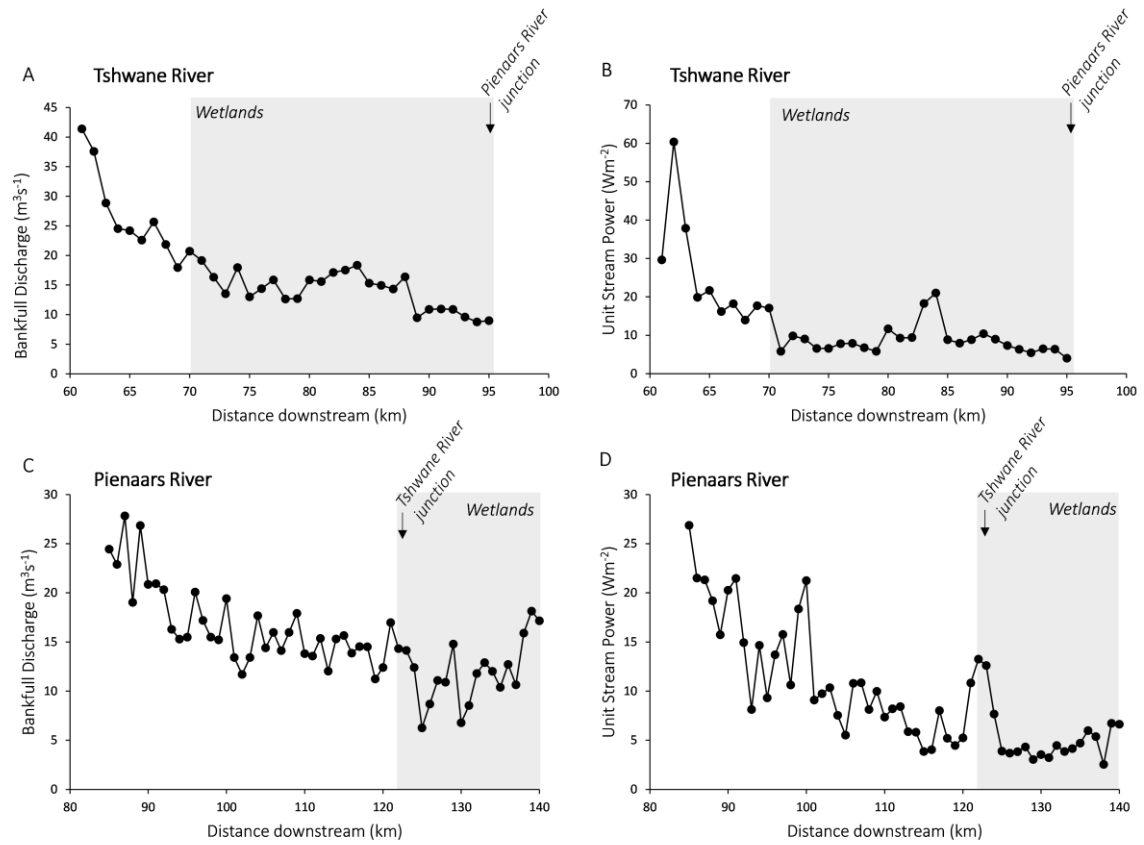 A
Tshwane River
Pienaars River
junction
Wetlands
45
40
35
30
25
20
15
10
5
0
Bankfull Discharge (m³s⁻¹)
60 65 70 75 80 85 90 95 100
Distance downstream (km)
B
Tshwane River
Pienaars River
junction
Wetlands
70
60
50
40
30
20
10
0
Unit Stream Power (Wm⁻²)
60 65 70 75 80 85 90 95 100
Distance downstream (km)
C
Pienaars River
Tshwane River
junction
Wetlands
30
25
20
15
10
5
0
Bankfull Discharge (m³s⁻¹)
80 90 100 110 120 130 140
Distance downstream (km)
D
Pienaars River
Tshwane River
junction
Wetlands
30
25
20
15
10
5
0
Unit Stream Power (Wm⁻²)
80 90 100 110 120 130 140
Distance downstream (km)